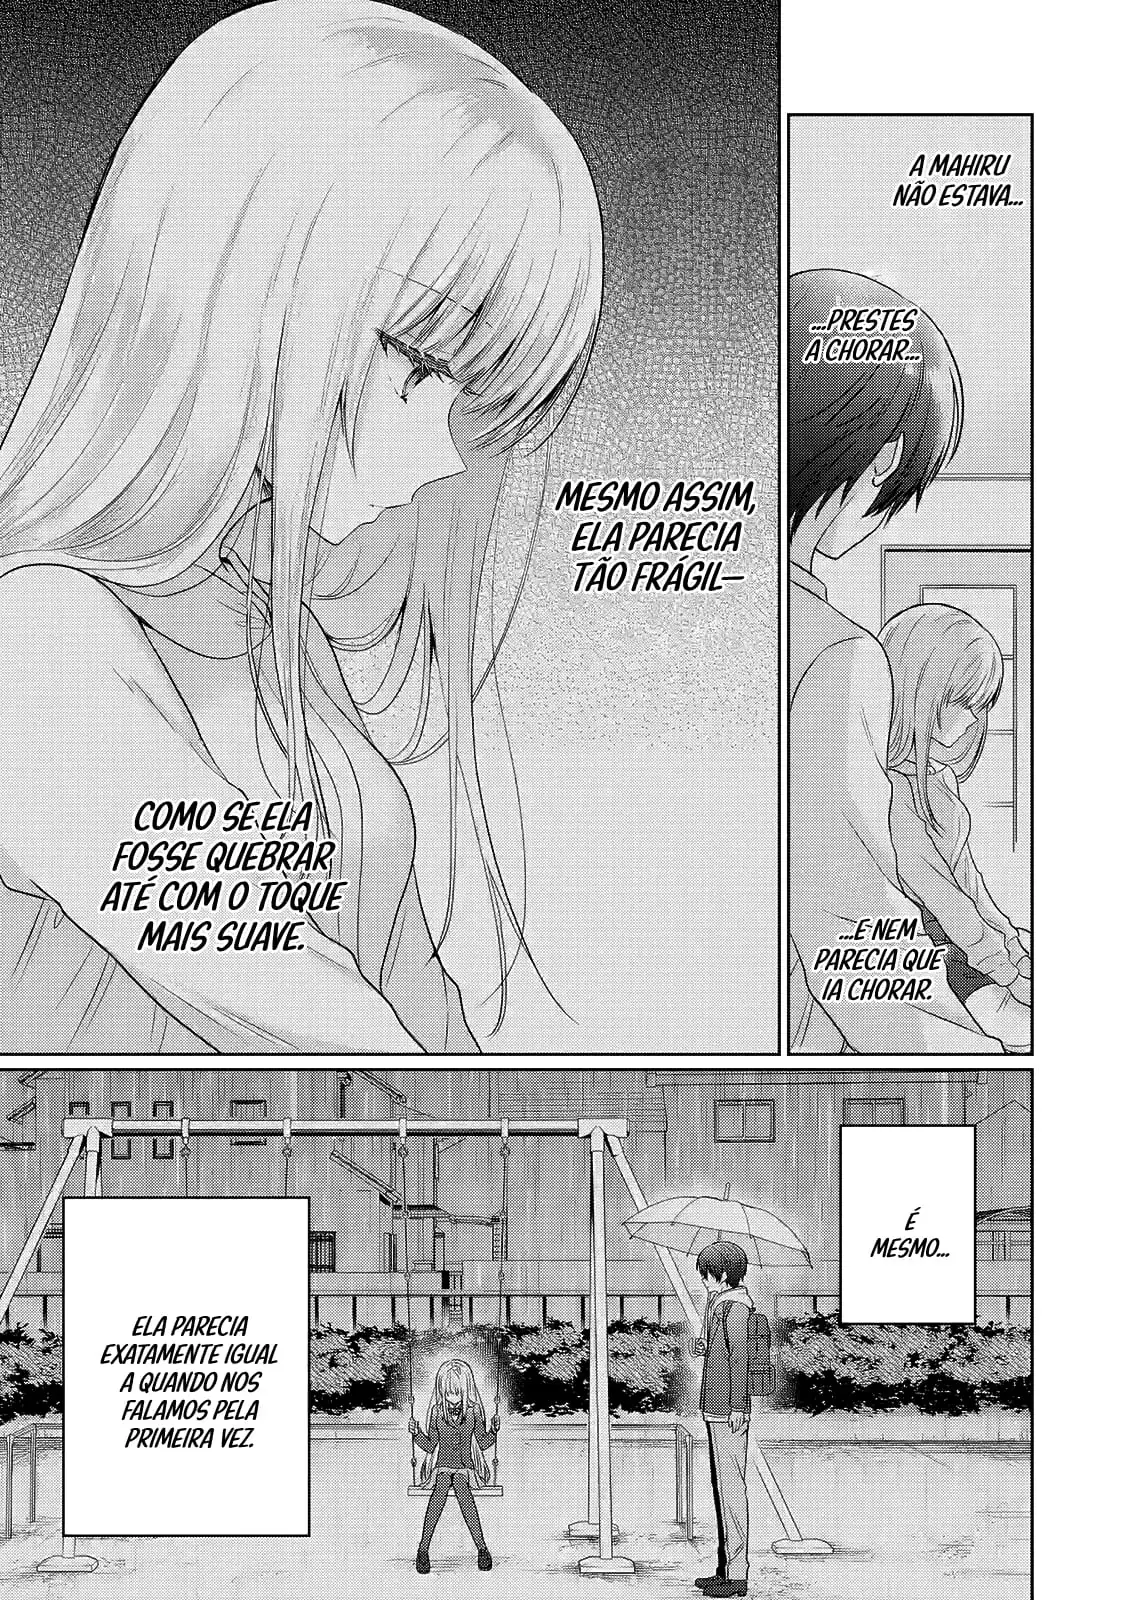 A MAHIRU
NÃO ESTAVA...
...PRESTES
A CHORAR...
...E NEM
PARECIA QUE
IA CHORAR.
MESMO ASSIM,
ELA PARECIA
TÃO FRÁGIL—
COMO SE ELA
FOSSE QUEBRAR
ATÉ COM O TOQUE
MAIS SUAVE.
É
MESMO...
ELA PARECIA
EXATAMENTE IGUAL
A QUANDO NOS
FALAMOS PELA
PRIMEIRA VEZ.